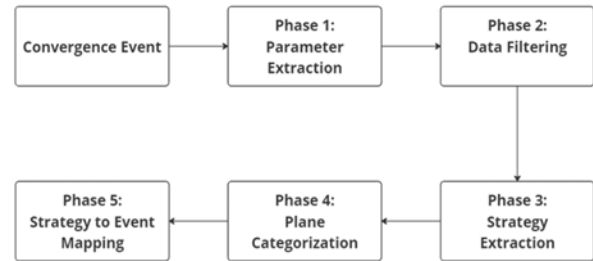 Convergence Event
Phase 1:
Parameter
Extraction
Phase 2:
Data Filtering
Phase 3:
Strategy
Extraction
Phase 4:
Plane
Categorization
Phase 5:
Strategy to Event
Mapping